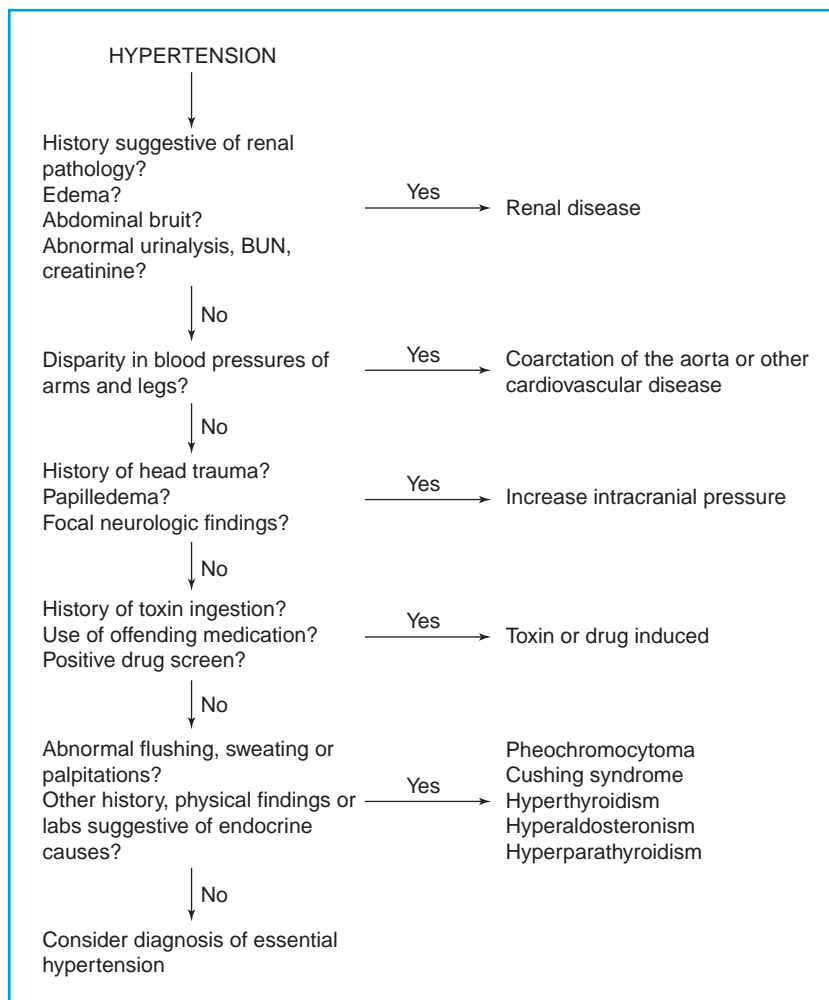 HYPERTENSION
History suggestive of renal
pathology?
Edema?
Abdominal bruit?
Abnormal urinalysis, BUN,
creatinine?
Yes
Renal disease
No
Disparity in blood pressures of
arms and legs?
Yes
Coarctation of the aorta or other
cardiovascular disease
No
History of head trauma?
Papilledema?
Focal neurologic findings?
Yes
Increase intracranial pressure
No
History of toxin ingestion?
Use of offending medication?
Positive drug screen?
Yes
Toxin or drug induced
No
Abnormal flushing, sweating or
palpitations?
Other history, physical findings or
labs suggestive of endocrine
causes?
Yes
Pheochromocytoma
Cushing syndrome
Hyperthyroidism
Hyperaldosteronism
Hyperparathyroidism
No
Consider diagnosis of essential
hypertension